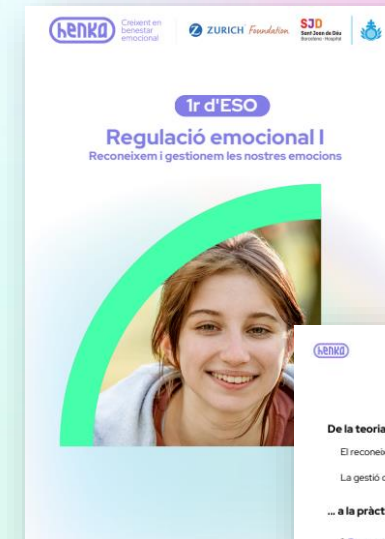 henka
Creixent en
benestar
emocional
ZURICH Foundation
SJD
Sant Joan de Déu
Barcelona · Hospital
1r d'ESO
Regulació emocional I
Reconeixem i gestionem les nostres emocions
henka
De la teoria
El reconeix
La gestió
... a la pràct